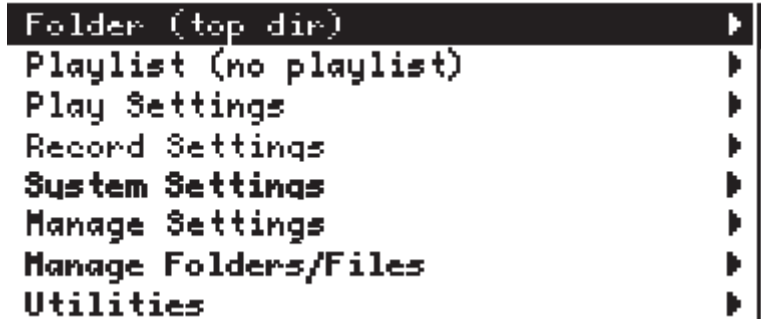 Folder (top dir)
Playlist (no playlist)
Play Settings
Record Settings
System Settings
Manage Settings
Manage Folders/Files
Utilities